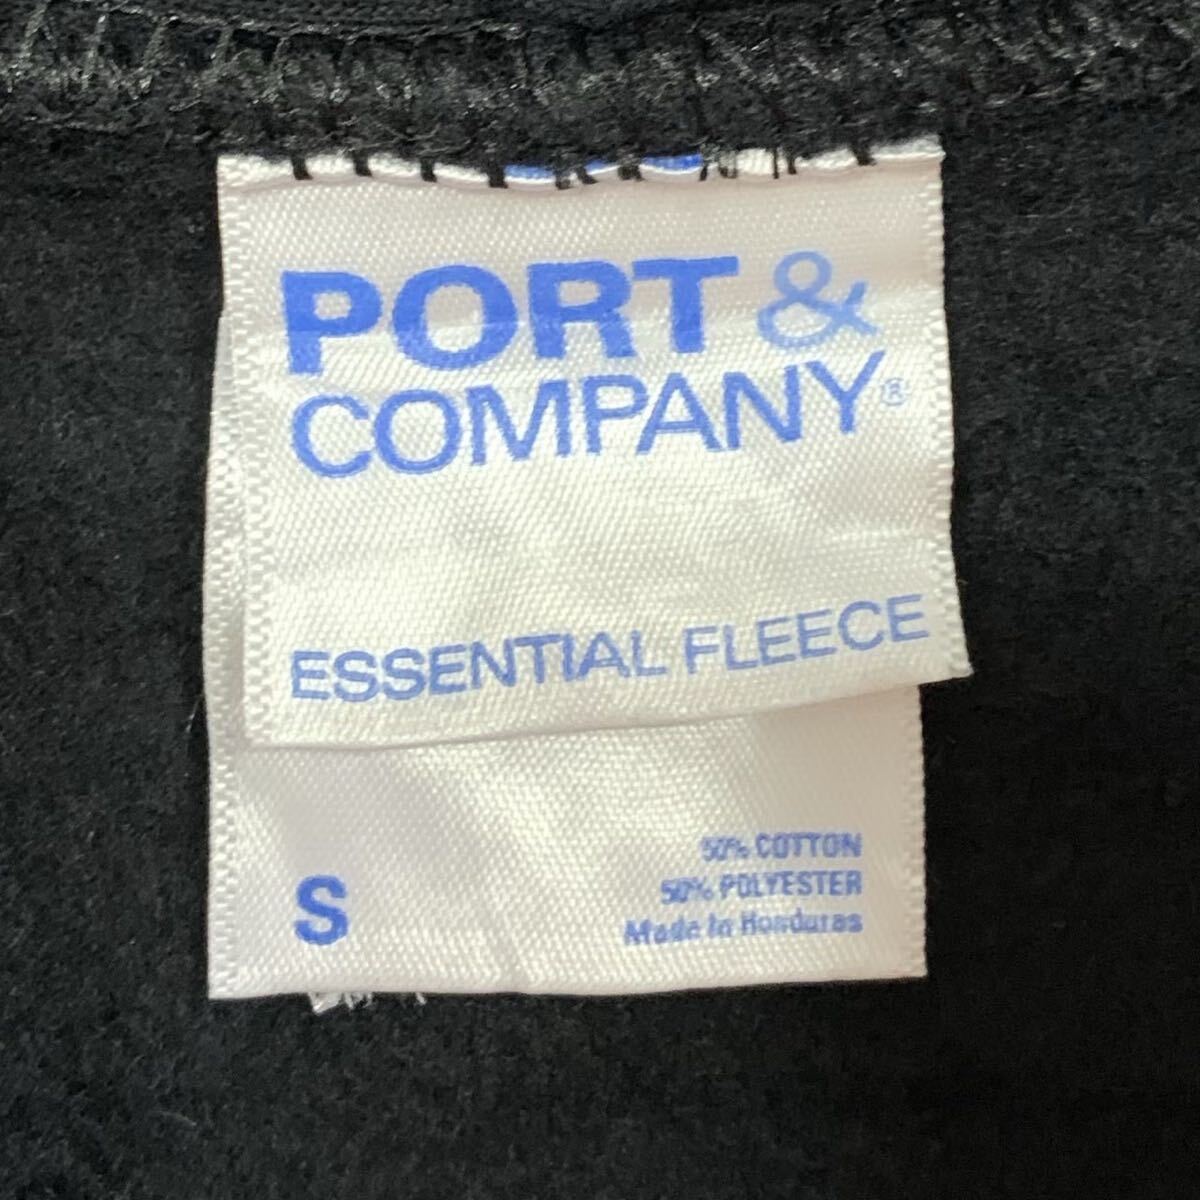 PORT &
COMPANY®
ESSENTIAL FLEECE
S
50% COTTON
50% POLYESTER
Made In Honduras